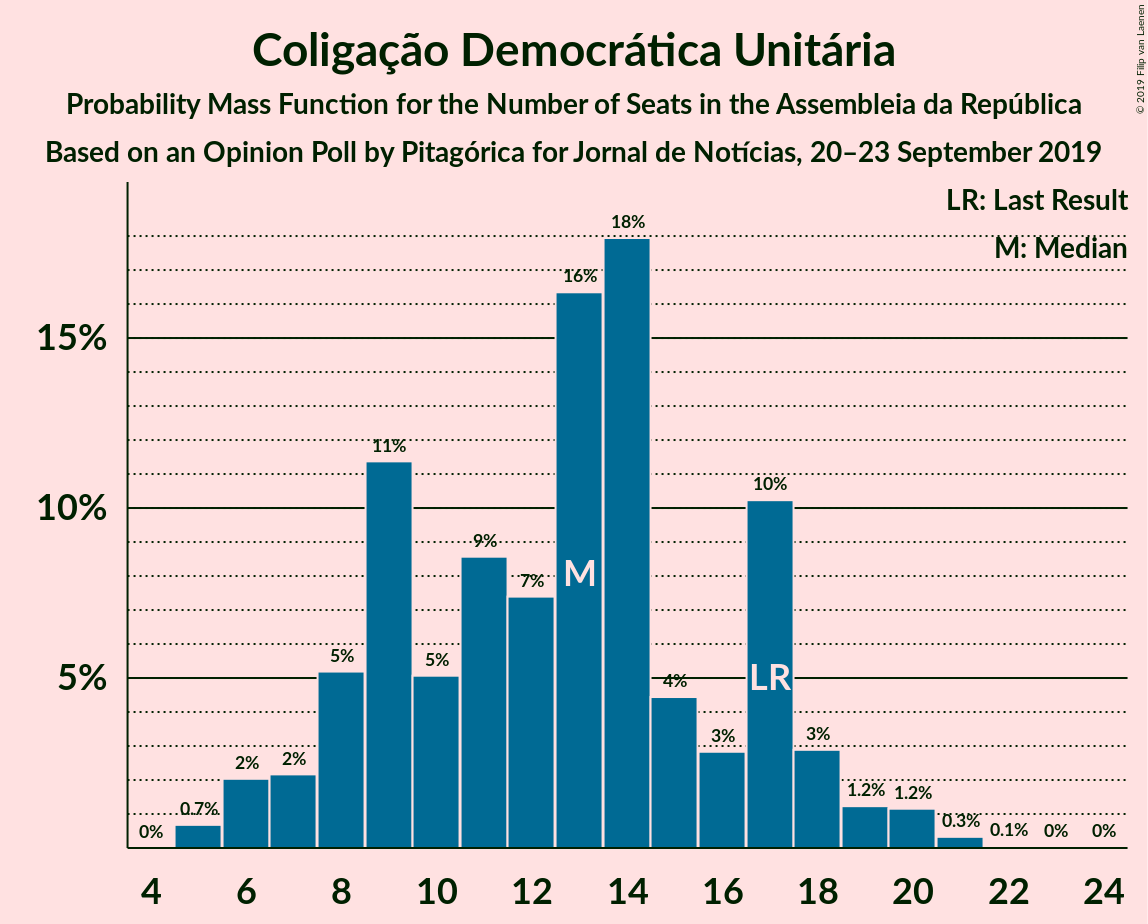 Coligação Democrática Unitária
Probability Mass Function for the Number of Seats in the Assembleia da República
Based on an Opinion Poll by Pitagórica for Jornal de Notícias, 20–23 September 2019
© 2019 Filip van Laenen
LR: Last Result
M: Median
15%
10%
5%
0%
0.7%
2%
2%
5%
11%
5%
9%
7%
16%
18%
4%
3%
10%
3%
1.2%
1.2%
0.3%
0.1%
0%
0%
M
LR
4 6 8 10 12 14 16 18 20 22 24